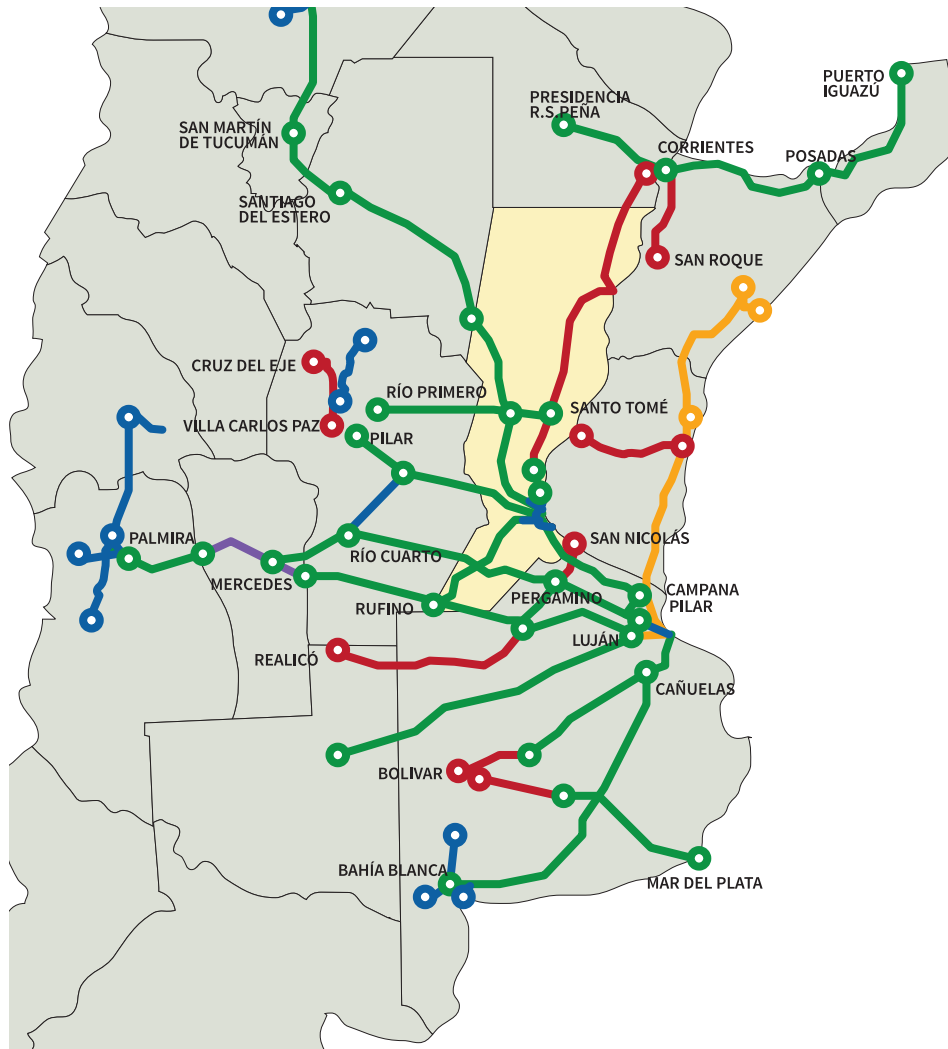 PUERTO
IGUAZÚ
PRESIDENCIA
R.S.PEÑA
SAN MARTÍN
DE TUCUMÁN
CORRIENTES
POSADAS
SANTIAGO
DEL ESTERO
SAN ROQUE
CRUZ DEL EJE
RÍO PRIMERO
SANTO TOMÉ
VILLA CARLOS PAZ
PILAR
PALMIRA
SAN NICOLÁS
RÍO CUARTO
MERCEDES
CAMPANA
PILAR
PERGAMINO
RUFINO
LUJÁN
REALICÓ
CAÑUELAS
BOLIVAR
BAHÍA BLANCA
MAR DEL PLATA